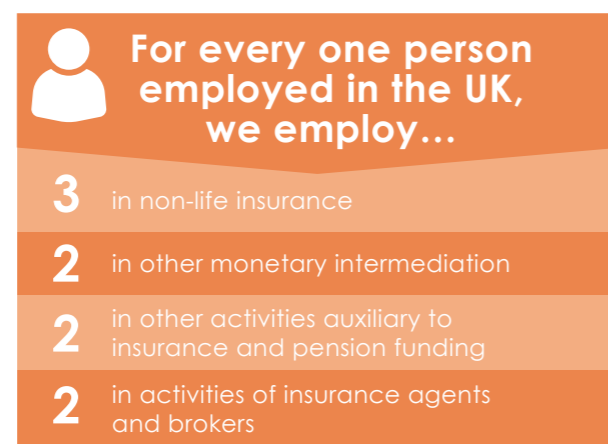 For every one person
employed in the UK,
we employ...
3 in non-life insurance
2 in other monetary intermediation
2 in other activities auxiliary to
insurance and pension funding
2 in activities of insurance agents
and brokers